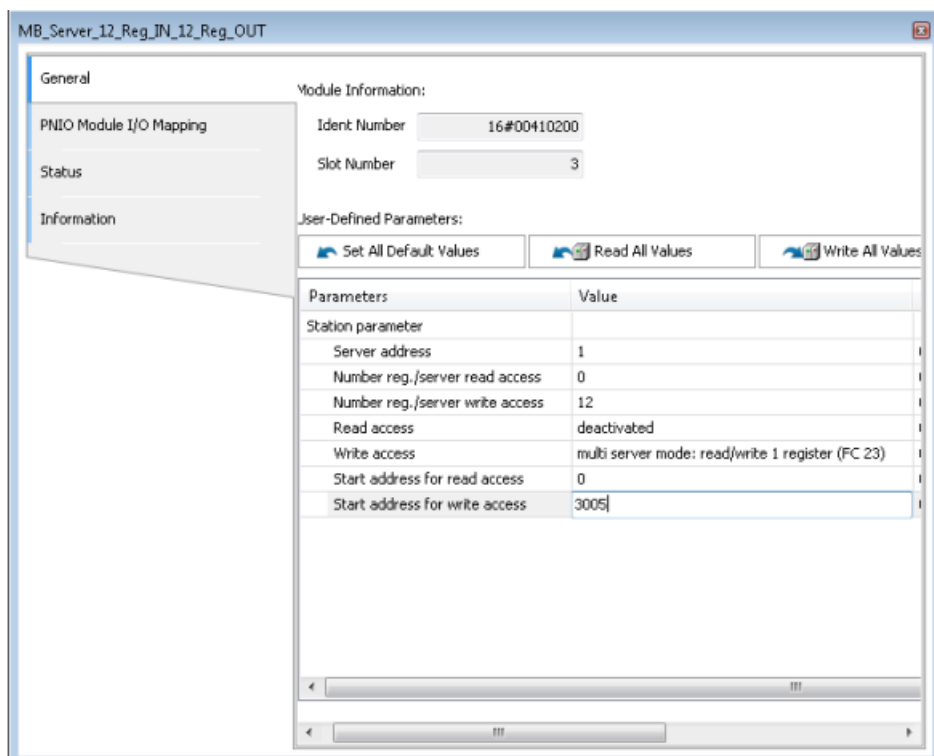 MB_Server_12_Reg_IN_12_Reg_OUT
General
PNIO Module I/O Mapping
Status
Information
Module Information:
Ident Number 16#00410200
Slot Number 3
User-Defined Parameters:
Set All Default Values Read All Values Write All Values
Parameters Value
Station parameter
Server address 1
Number reg./server read access 0
Number reg./server write access 12
Read access deactivated
Write access multi server mode: read/write 1 register (FC 23)
Start address for read access 0
Start address for write access 3005